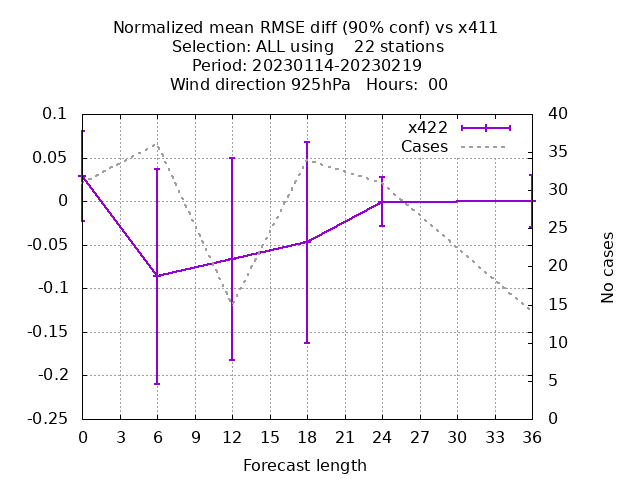 Normalized mean RMSE diff (90% conf) vs x411
Selection: ALL using    22 stations
Period: 20230114-20230219
Wind direction 925hPa   Hours:  00
x422
Cases
0.1
0.05
0
-0.05
-0.1
-0.15
-0.2
-0.25
40
35
30
25
20
15
10
5
0
No cases
0 3 6 9 12 15 18 21 24 27 30 33 36
Forecast length